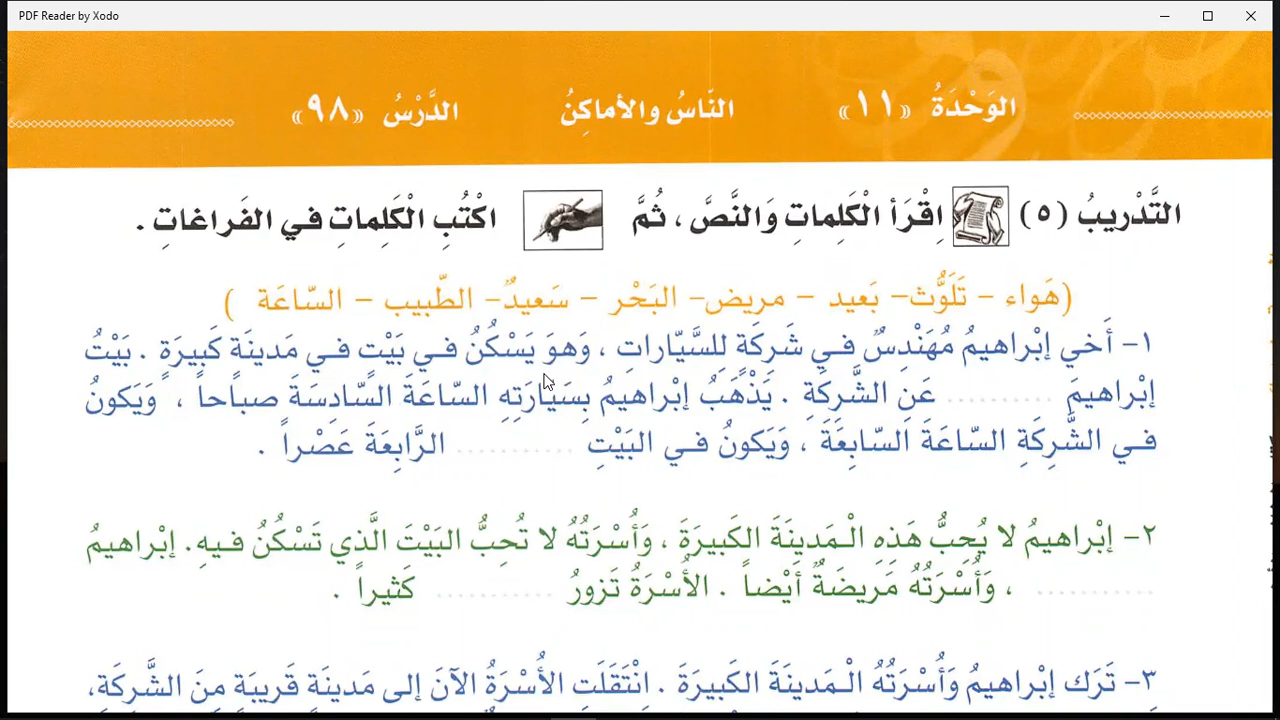 PDF Reader by Xodo
الوَحْدَةُ «١١» النّاسُ والأماكِنُ الدَّرْسُ «٩٨»
التَّدْريبُ (٥) اِقْرَأ الْكَلِماتِ وَالنَّصَّ ، ثُمَّ اكْتُبِ الْكَلِماتِ في الفَراغاتِ .
(هَواء - تَلَوُّث- بَعيد - مريض- البَحْر - سَعيدٌ- الطّبيب - السّاعَة )
١- أَخي إبْراهيمُ مُهَنْدِسٌ في شَرِكَةٍ لِلسَّيّاراتِ ، وَهوَ يَسْكُنُ في بَيْتٍ في مَدينَةٍ كَبيرَةٍ . بَيْتُ
إبْراهيمَ .......... عَنِ الشَّرِكَةِ . يَذْهَبُ إبْراهيمُ بِسَيّارَتِهِ السّاعَةَ السّادِسَةَ صباحاً ، وَيَكونُ
في الشَّرِكَةِ السّاعَةَ السّابِعَةَ ، وَيَكونُ في البَيْتِ .......... الرَّابِعَةَ عَصْراً .
٢- إبْراهيمُ لا يُحِبُّ هَذِهِ الْمَدينَةَ الكَبيرَةَ ، وَأُسْرَتُهُ لا تُحِبُّ البَيْتَ الَّذي تَسْكُنُ فيهِ. إبْراهيمُ
.......... ، وَأُسْرَتُهُ مَريضَةٌ أيْضاً . الأُسْرَةُ تَزورُ .......... كَثيراً .
٣- تَرَك إبْراهيمُ وَأُسْرَتُهُ الْمَدينَةَ الكَبيرَةَ . انْتَقَلَتِ الأُسْرَةُ الآنَ إلى مَدينَةٍ قَريبَةٍ مِنَ الشَّرِكَةِ،